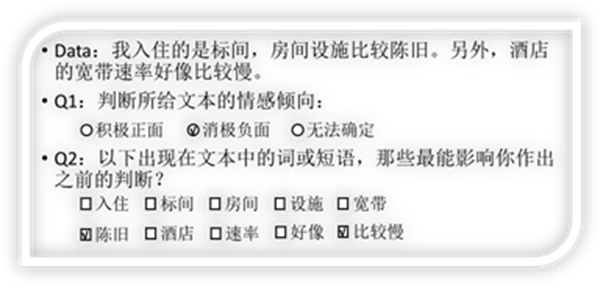 • Data：我入住的是标间，房间设施比较陈旧。另外，酒店
的宽带速率好像比较慢。
• Q1：判断所给文本的情感倾向：
○积极正面 ☑消极负面 ○无法确定
• Q2：以下出现在文本中的词或短语，那些最能影响你作出
之前的判断？
☐入住 ☐标间 ☐房间 ☐设施 ☐宽带
☑陈旧 ☐酒店 ☐速率 ☐好像 ☑比较慢